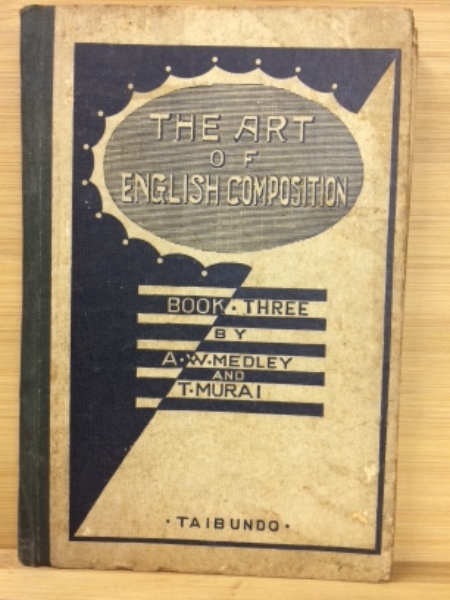 THE ART
OF
ENGLISH COMPOSITION
BOOK · THREE
BY
A·W·MEDLEY
AND
T·MURAI
·TAIBUNDO·